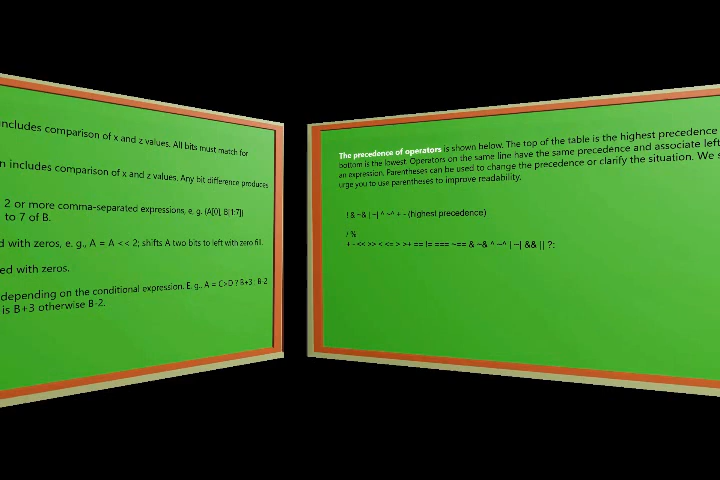 includes comparison of x and z values. All bits must match for
includes comparison of x and z values. Any bit difference produces
2 or more comma-separated expressions, e. g. (A[0], B[1:7])
to 7 of B.
with zeros, e.g., A = A << 2; shifts A two bits to left with zero fill.
with zeros.
depending on the conditional expression. E.g., A = C>D ? B+3 : B-2
is B+3 otherwise B-2.
The precedence of operators is shown below. The top of the table is the highest precedence
bottom is the lowest. Operators on the same line have the same precedence and associate left
an expression. Parentheses can be used to change the precedence or clarify the situation. We
urge you to use parentheses to improve readability.
! & ~& | ~| ^ ~^ + - (highest precedence)
/ %
+ - << >> < <= > >= == != === !== & ~& ^ ~^ | ~| && || ?: